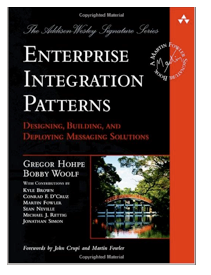 Copyrighted Material
The Addison Wesley Signature Series
ENTERPRISE
INTEGRATION
PATTERNS
A MARTIN FOWLER SIGNATURE BOOK
DESIGNING, BUILDING, AND
DEPLOYING MESSAGING SOLUTIONS
GREGOR HOHPE
BOBBY WOOLF
WITH CONTRIBUTIONS BY
KYLE BROWN
CONRAD F. D'CRUZ
MARTIN FOWLER
SEAN NEVILLE
MICHAEL J. RETTIG
JONATHAN SIMON
Forewords by John Crupi and Martin Fowler
Copyrighted Material